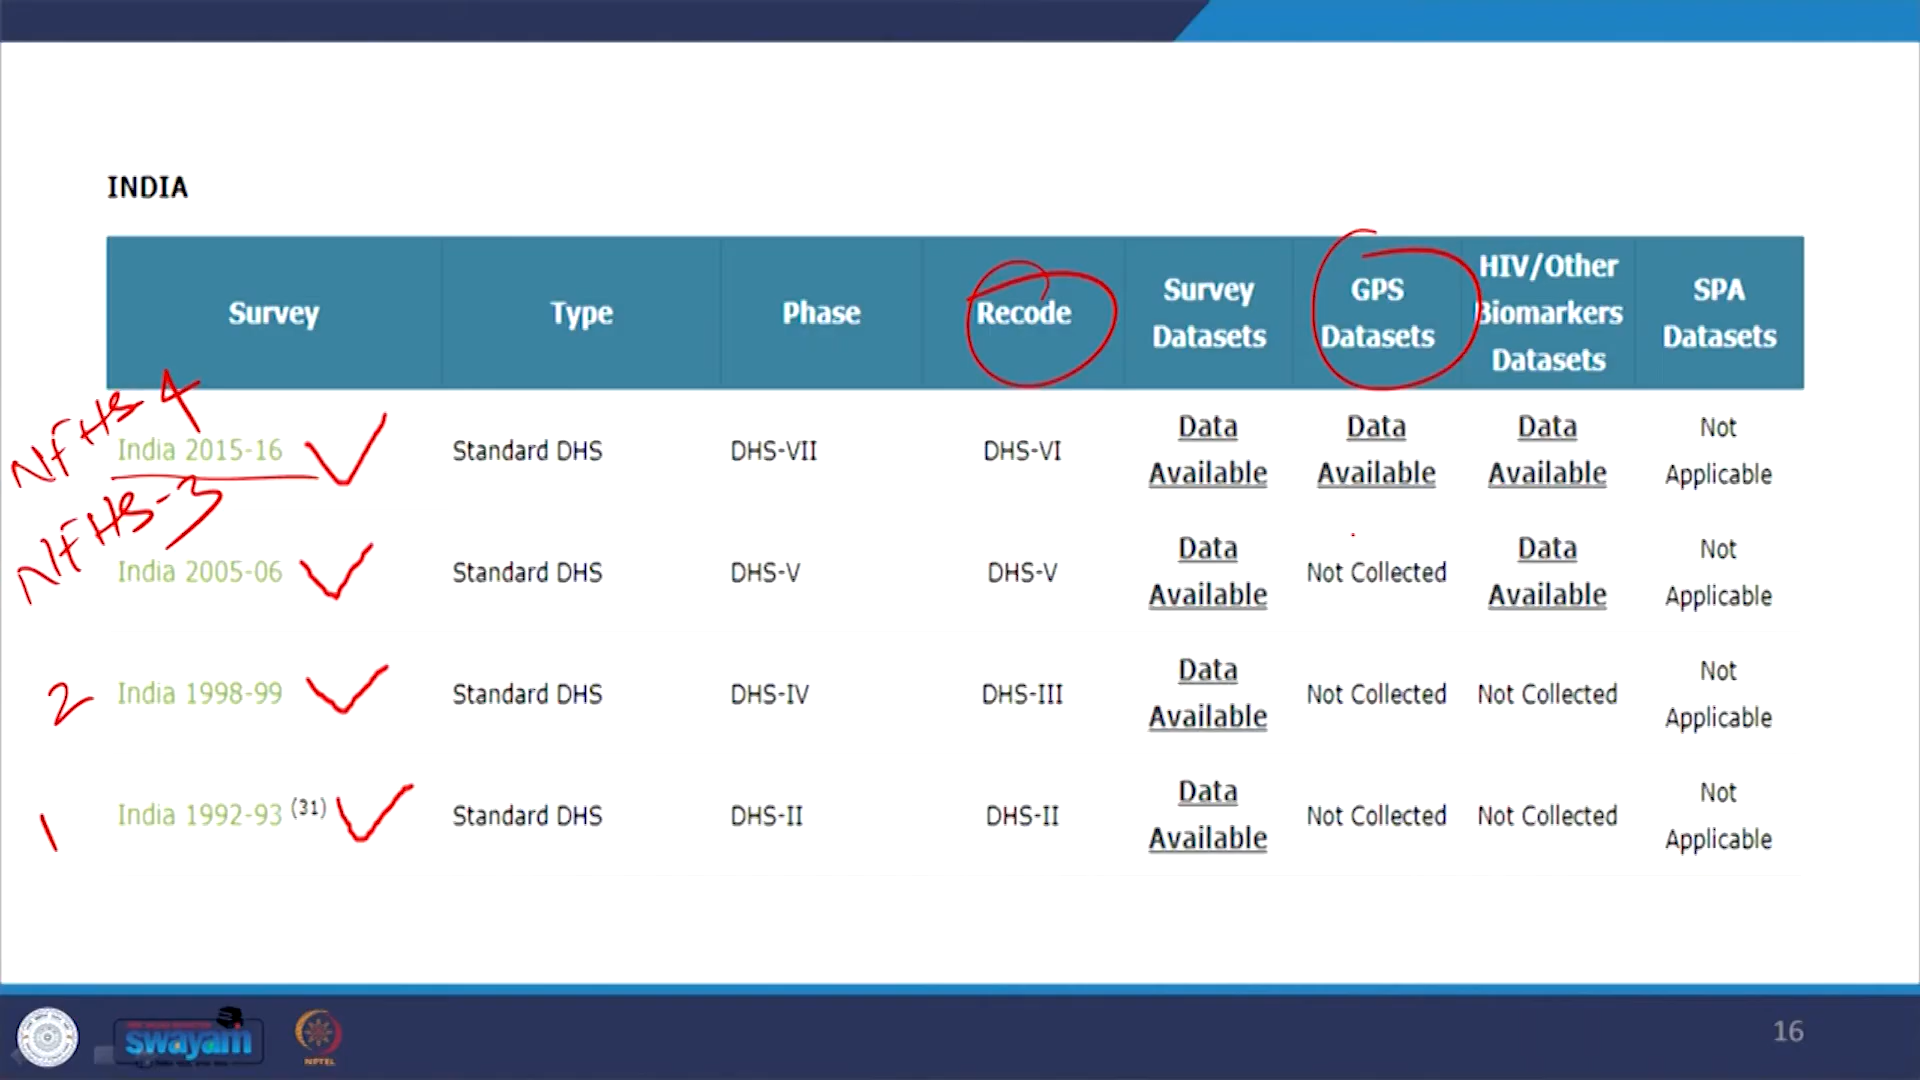 INDIA
Survey Type Phase Recode Survey Datasets GPS Datasets HIV/Other Biomarkers Datasets SPA Datasets
NFHS 4
India 2015-16 Standard DHS DHS-VII DHS-VI Data Available Data Available Data Available Not Applicable
NFHS-3
India 2005-06 Standard DHS DHS-V DHS-V Data Available Not Collected Data Available Not Applicable
2 India 1998-99 Standard DHS DHS-IV DHS-III Data Available Not Collected Not Collected Not Applicable
1 India 1992-93 (31) Standard DHS DHS-II DHS-II Data Available Not Collected Not Collected Not Applicable
swayam
NPTEL
16